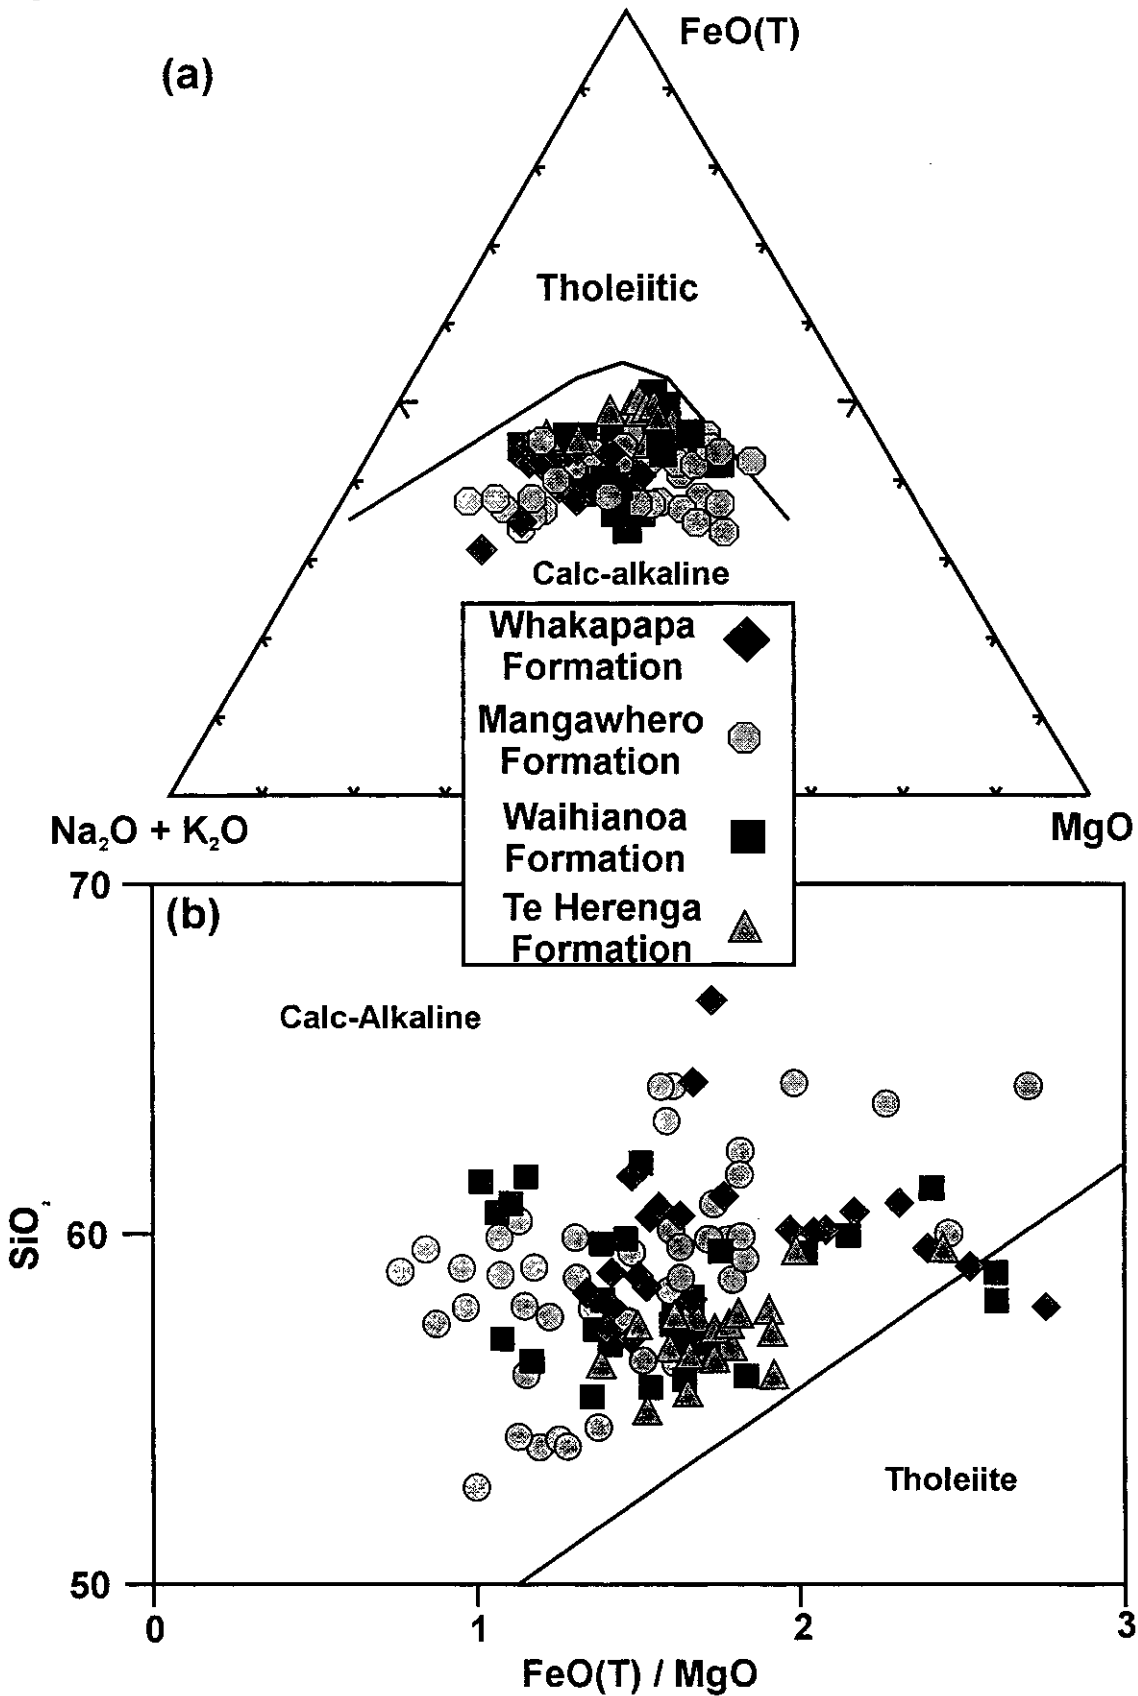 (a)
FeO(T)
Tholeiitic
Calc-alkaline
Whakapapa
Formation
Mangawhero
Formation
Waihianoa
Formation
Te Herenga
Formation
Na₂O + K₂O
MgO
70
(b)
Calc-Alkaline
SiO₂
60
Tholeiite
50
0
1
2
3
FeO(T) / MgO